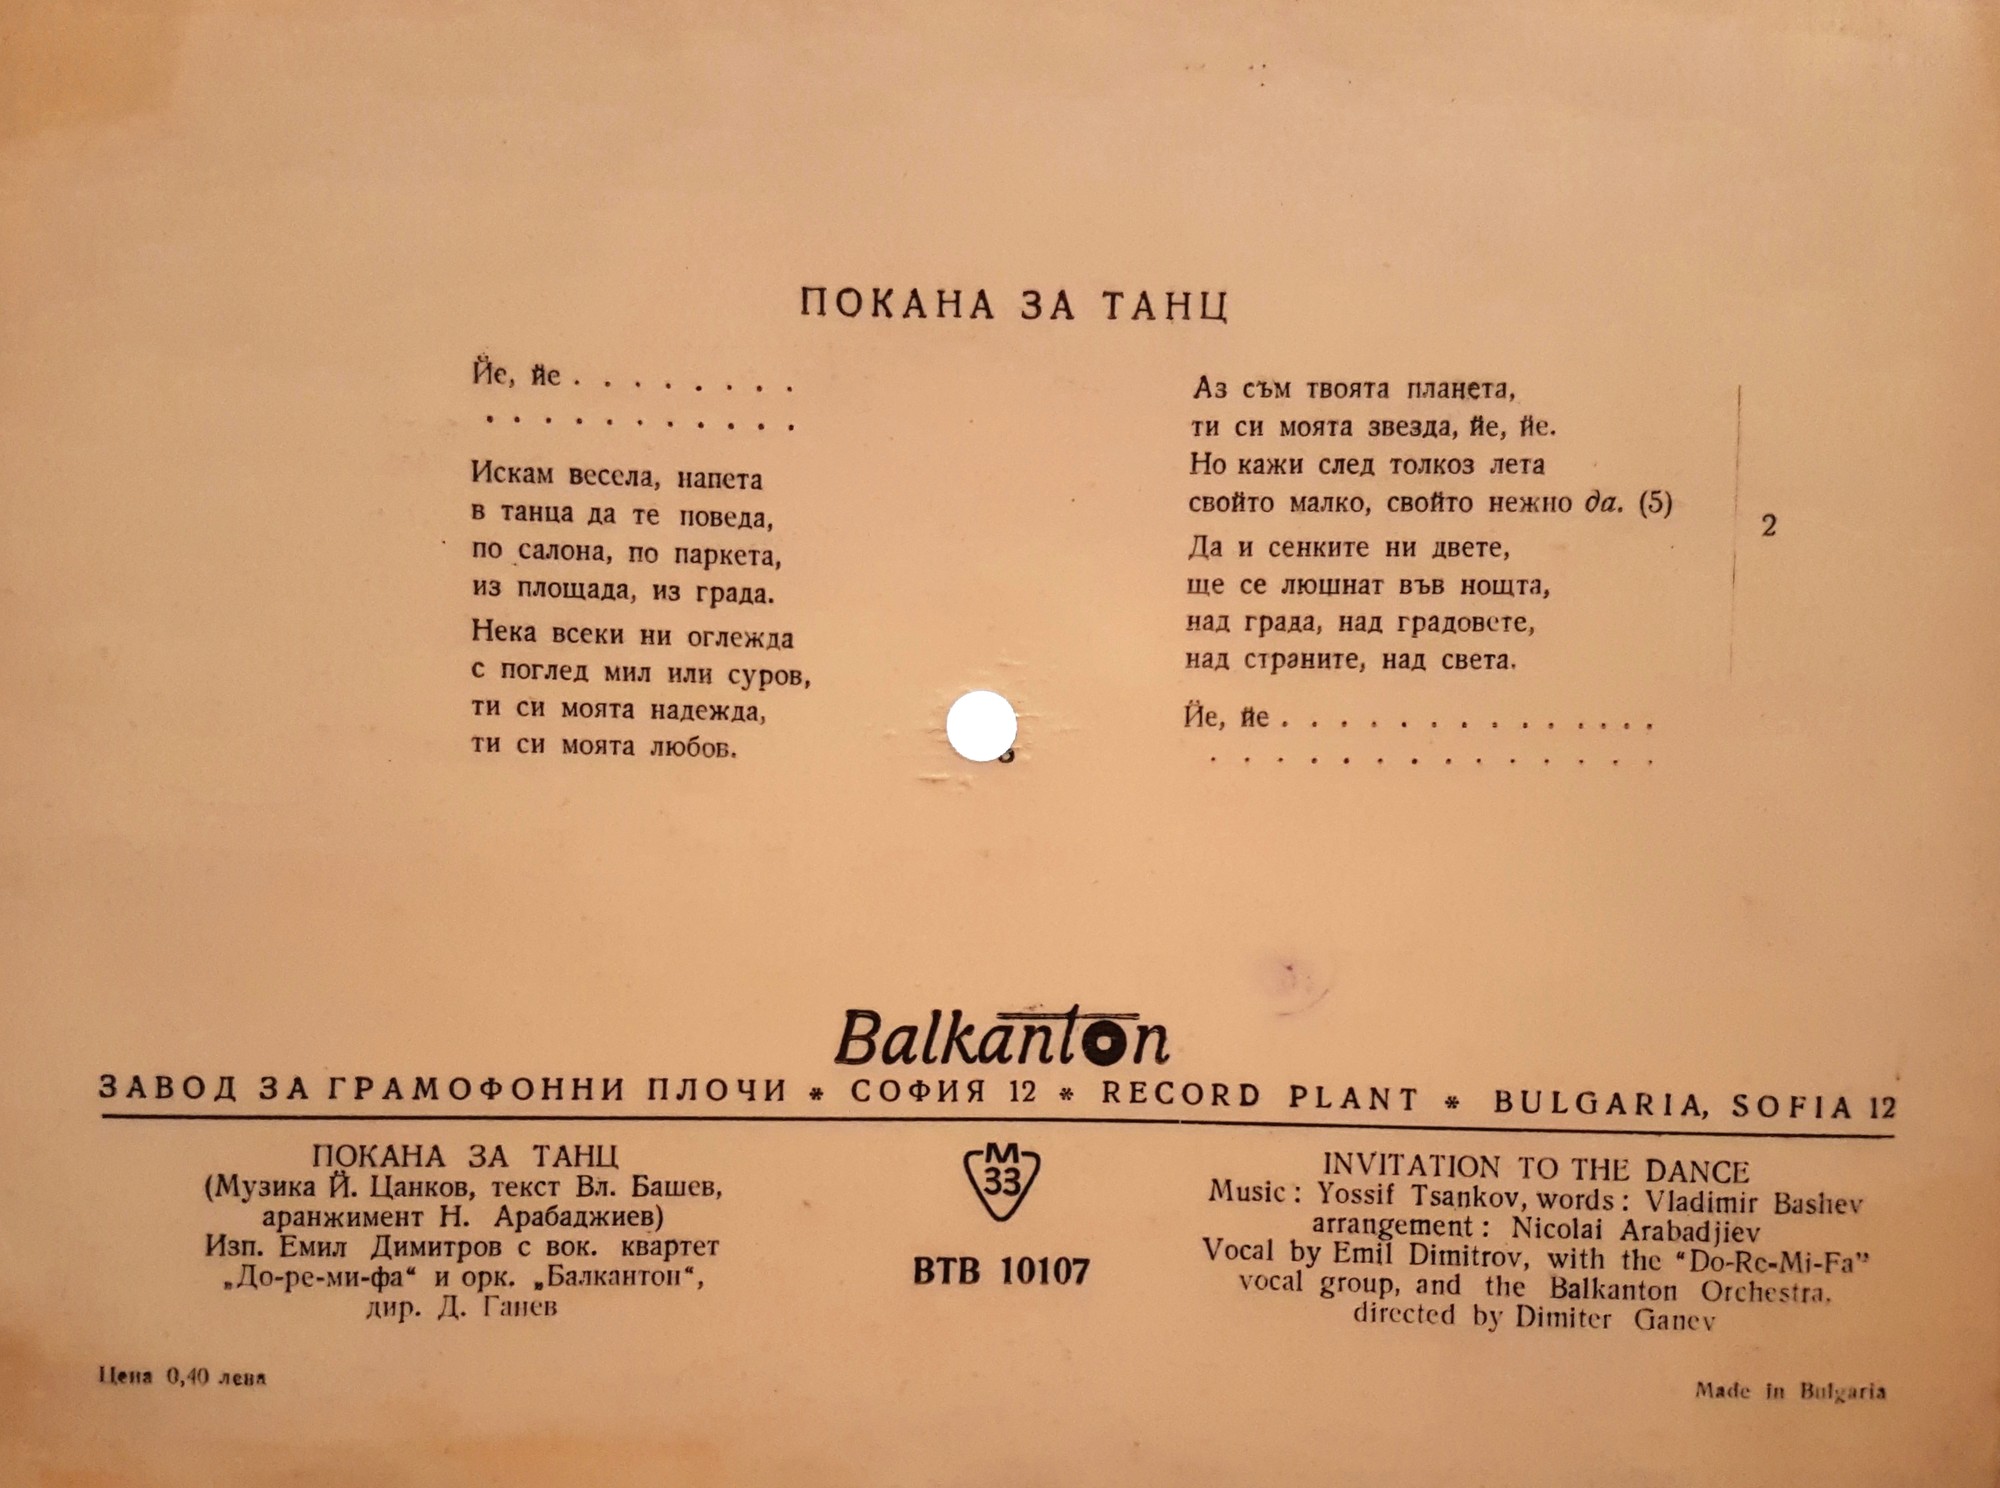 ПОКАНА ЗА ТАНЦ
Йе, йе . . . . . . . .
. . . . . . . . . . .
Искам весела, напета
в танца да те поведа,
по салона, по паркета,
из площада, из града.
Нека всеки ни оглежда
с поглед мил или суров,
ти си моята надежда,
ти си моята любов.
Аз съм твоята планета,
ти си моята звезда, йе, йе.
Но кажи след толкоз лета
свойто малко, свойто нежно да. (5)
Да и сенките ни двете,
ще се люшнат във нощта,
над града, над градовете,
над страните, над света.
2
Йе, йе . . . . . . . . . . . . .
. . . . . . . . . . . . . .
Balkanton
ЗАВОД ЗА ГРАМОФОННИ ПЛОЧИ * СОФИЯ 12 * RECORD PLANT * BULGARIA, SOFIA 12
ПОКАНА ЗА ТАНЦ
(Музика Й. Цанков, текст Вл. Башев,
аранжимент Н. Арабаджиев)
Изп. Емил Димитров с вок. квартет
„До-ре-ми-фа“ и орк. „Балкантон“,
дир. Д. Ганев
М
33
ВТВ 10107
INVITATION TO THE DANCE
Music: Yossif Tsankov, words: Vladimir Bashev
arrangement: Nicolai Arabadjiev
Vocal by Emil Dimitrov, with the “Do-Re-Mi-Fa”
vocal group, and the Balkanton Orchestra,
directed by Dimiter Ganev
Цена 0,40 лева
Made in Bulgaria